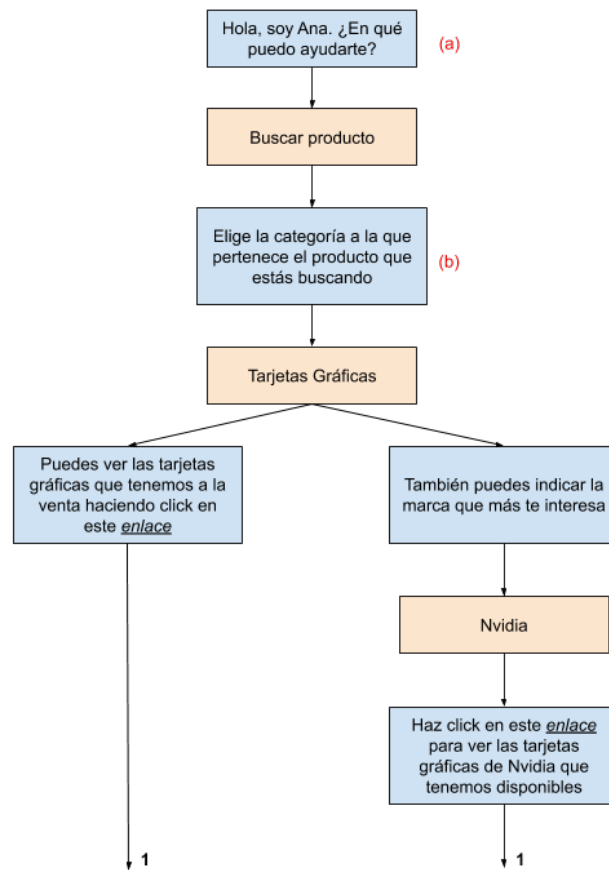 Hola, soy Ana. ¿En qué
puedo ayudarte?
(a)
Buscar producto
Elige la categoría a la que
pertenece el producto que
estás buscando
(b)
Tarjetas Gráficas
Puedes ver las tarjetas
gráficas que tenemos a la
venta haciendo click en
este enlace
También puedes indicar la
marca que más te interesa
Nvidia
Haz click en este enlace
para ver las tarjetas
gráficas de Nvidia que
tenemos disponibles
1
1